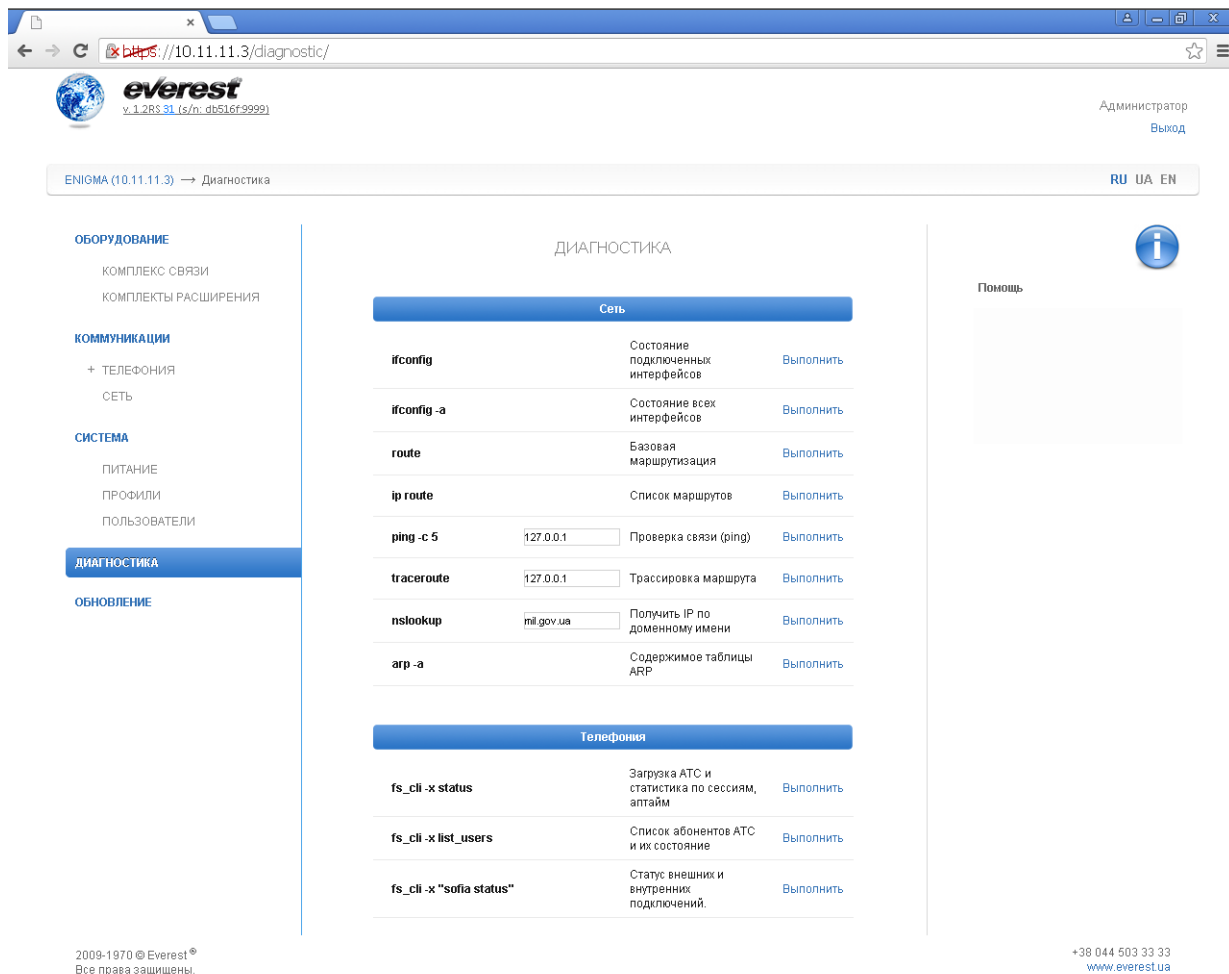 https://10.11.11.3/diagnostic/
everest
v. 1.2RS 31 (s/n: db516f:9999)
Администратор
Выход
ENIGMA (10.11.11.3) → Диагностика
RU UA EN
ОБОРУДОВАНИЕ
КОМПЛЕКС СВЯЗИ
КОМПЛЕКТЫ РАСШИРЕНИЯ
КОММУНИКАЦИИ
+ ТЕЛЕФОНИЯ
СЕТЬ
СИСТЕМА
ПИТАНИЕ
ПРОФИЛИ
ПОЛЬЗОВАТЕЛИ
ДИАГНОСТИКА
ОБНОВЛЕНИЕ
ДИАГНОСТИКА
Сеть
ifconfig
Состояние
подключенных
интерфейсов
Выполнить
ifconfig -a
Состояние всех
интерфейсов
Выполнить
route
Базовая
маршрутизация
Выполнить
ip route
Список маршрутов
Выполнить
ping -c 5
127.0.0.1
Проверка связи (ping)
Выполнить
traceroute
127.0.0.1
Трассировка маршрута
Выполнить
nslookup
mil.gov.ua
Получить IP по
доменному имени
Выполнить
arp -a
Содержимое таблицы
ARP
Выполнить
Телефония
fs_cli -x status
Загрузка АТС и
статистика по сессиям,
аптайм
Выполнить
fs_cli -x list_users
Список абонентов АТС
и их состояние
Выполнить
fs_cli -x "sofia status"
Статус внешних и
внутренних
подключений.
Выполнить
Помощь
2009-1970 © Everest ®
Все права защищены.
+38 044 503 33 33
www.everest.ua